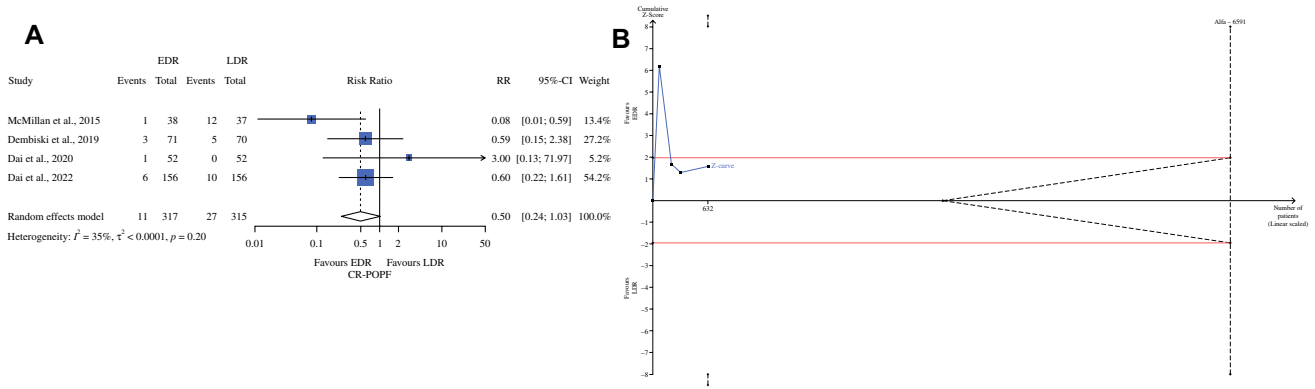 A
EDR LDR
Study Events Total Events Total Risk Ratio RR 95%-CI Weight
McMillan et al., 2015 1 38 12 37 0.08 [0.01; 0.59] 13.4%
Dembiski et al., 2019 3 71 5 70 0.59 [0.15; 2.38] 27.2%
Dai et al., 2020 1 52 0 52 3.00 [0.13; 71.97] 5.2%
Dai et al., 2022 6 156 10 156 0.60 [0.22; 1.61] 54.2%
Random effects model 11 317 27 315 0.50 [0.24; 1.03] 100.0%
Heterogeneity: I² = 35%, τ² < 0.0001, p = 0.20
0.01 0.1 0.5 1 2 10 50
Favours EDR Favours LDR
CR-POPF
B
Cumulative
Z-Score
Alfa – 6591
8
7
6
5
4
3
2
1
-1
-2
-3
-4
-5
-6
-7
-8
Favours
EDR
Favours
LDR
Z-curve
632
Number of
patients
(Linear scaled)